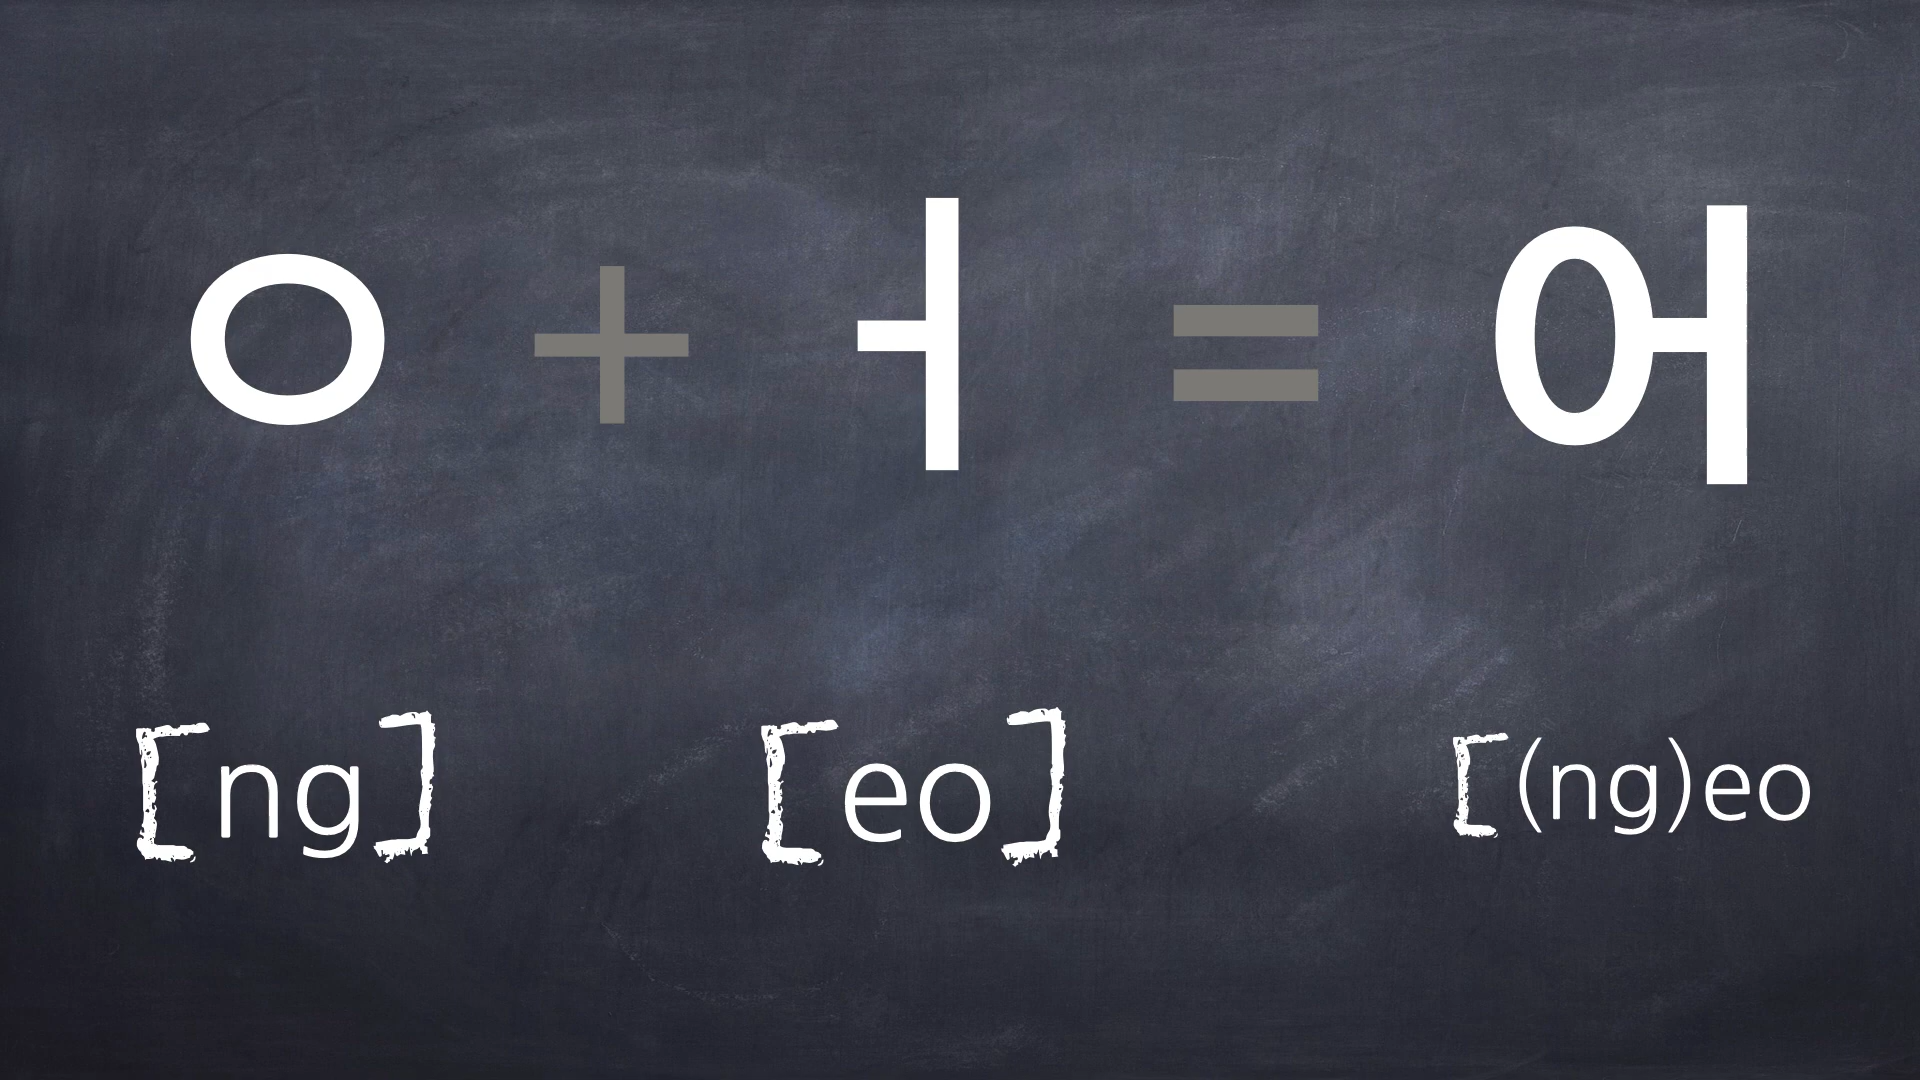 ㅇ + ㅓ = 어
[ng] [eo] [(ng)eo